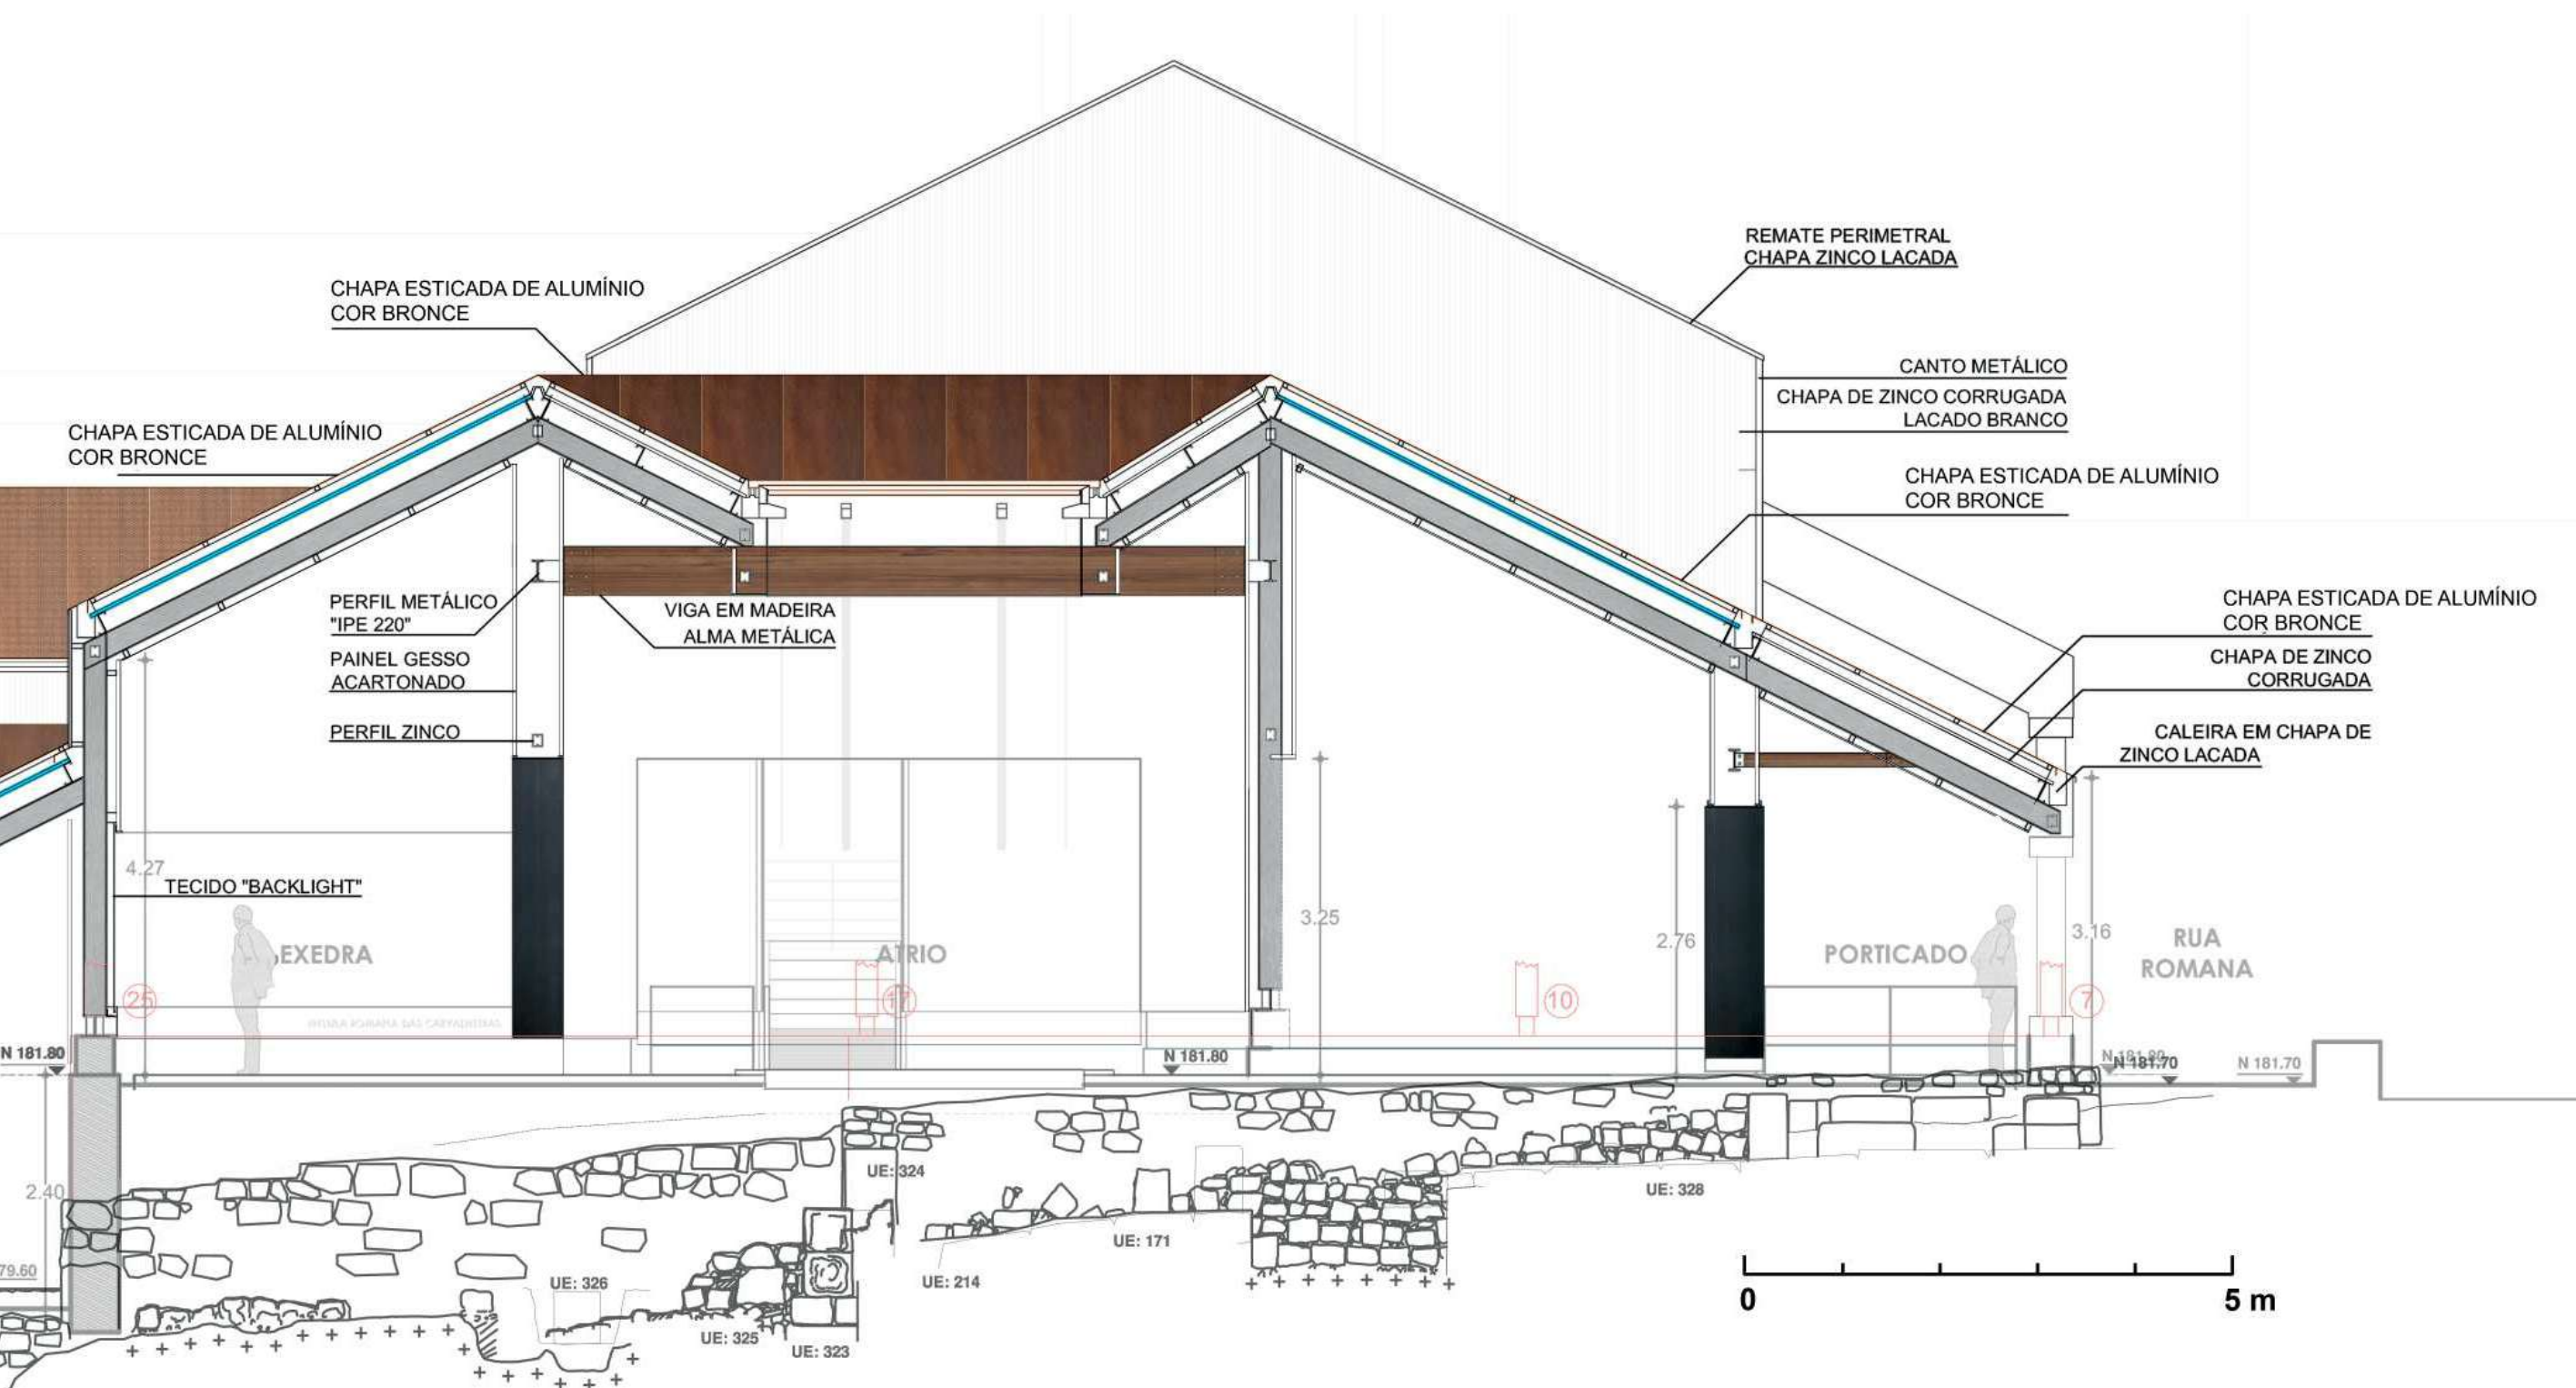 REMATE PERIMETRAL
CHAPA ZINCO LACADA
CHAPA ESTICADA DE ALUMÍNIO
COR BRONCE
CANTO METÁLICO
CHAPA DE ZINCO CORRUGADA
LACADO BRANCO
CHAPA ESTICADA DE ALUMÍNIO
COR BRONCE
CHAPA ESTICADA DE ALUMÍNIO
COR BRONCE
PERFIL METÁLICO
"IPE 220"
VIGA EM MADEIRA
ALMA METÁLICA
CHAPA ESTICADA DE ALUMÍNIO
COR BRONCE
PAINEL GESSO
ACARTONADO
CHAPA DE ZINCO
CORRUGADA
PERFIL ZINCO
CALEIRA EM CHAPA DE
ZINCO LACADA
4.27
TECIDO "BACKLIGHT"
3.25
2.76
3.16
EXEDRA
ATRIO
PORTICADO
RUA
ROMANA
25
17
10
7
N 181.80
N 181.80
N 181.70
N 181.70
2.40
UE: 324
UE: 328
UE: 171
79.60
UE: 326
UE: 214
UE: 325
UE: 323
0
5 m